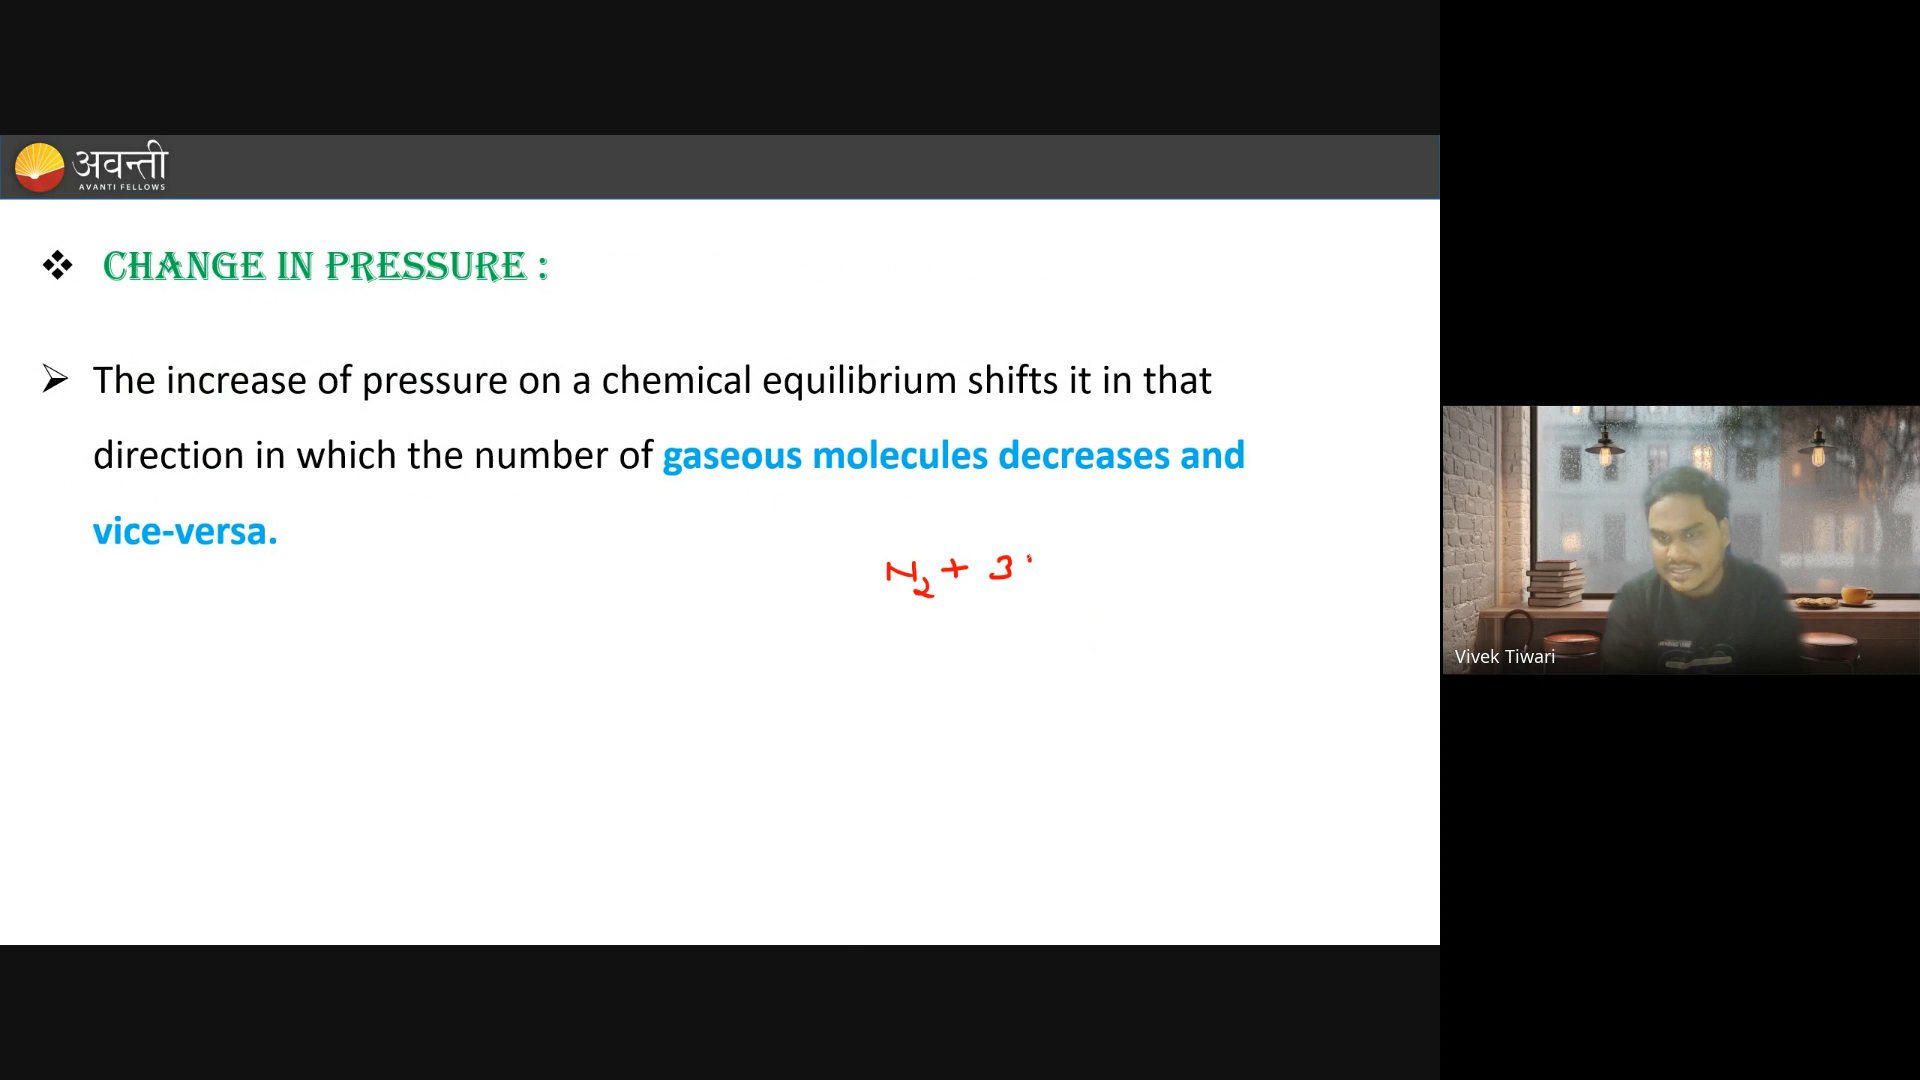 अवन्ती
AVANTI FELLOWS
❖ CHANGE IN PRESSURE :
➢ The increase of pressure on a chemical equilibrium shifts it in that
direction in which the number of gaseous molecules decreases and
vice-versa.
N₂ + 3
Vivek Tiwari